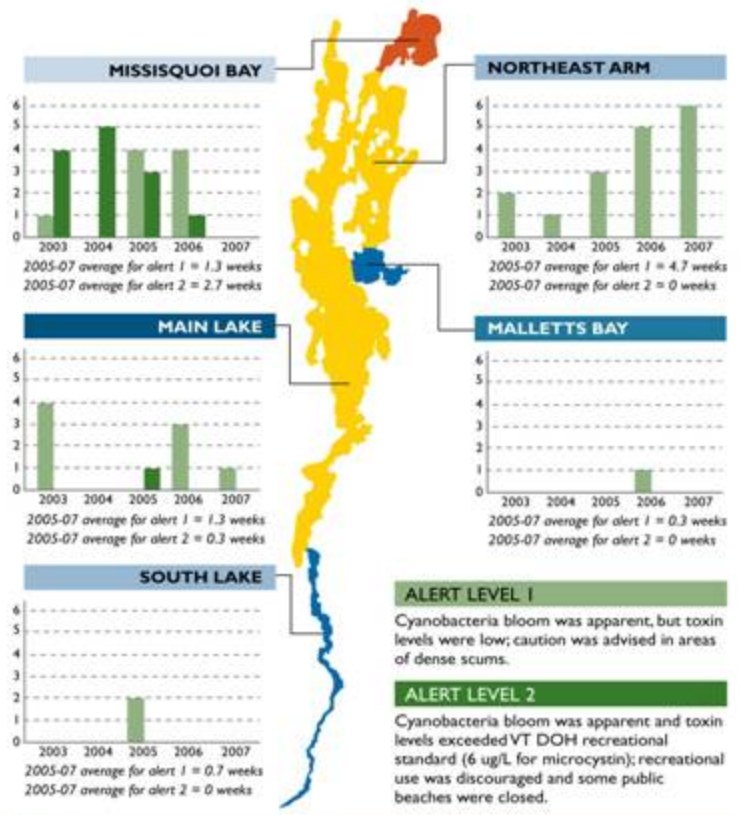 MISSISQUOI BAY
6
5
4
3
2
1
0
2003 2004 2005 2006 2007
2005-07 average for alert 1 = 1.3 weeks
2005-07 average for alert 2 = 2.7 weeks
NORTHEAST ARM
6
5
4
3
2
1
0
2003 2004 2005 2006 2007
2005-07 average for alert 1 = 4.7 weeks
2005-07 average for alert 2 = 0 weeks
MAIN LAKE
6
5
4
3
2
1
0
2003 2004 2005 2006 2007
2005-07 average for alert 1 = 1.3 weeks
2005-07 average for alert 2 = 0.3 weeks
MALLETTS BAY
6
5
4
3
2
1
0
2003 2004 2005 2006 2007
2005-07 average for alert 1 = 0.3 weeks
2005-07 average for alert 2 = 0 weeks
SOUTH LAKE
6
5
4
3
2
1
0
2003 2004 2005 2006 2007
2005-07 average for alert 1 = 0.7 weeks
2005-07 average for alert 2 = 0 weeks
ALERT LEVEL 1
Cyanobacteria bloom was apparent, but toxin
levels were low; caution was advised in areas
of dense scums.
ALERT LEVEL 2
Cyanobacteria bloom was apparent and toxin
levels exceeded VT DOH recreational
standard (6 ug/L for microcystin); recreational
use was discouraged and some public
beaches were closed.